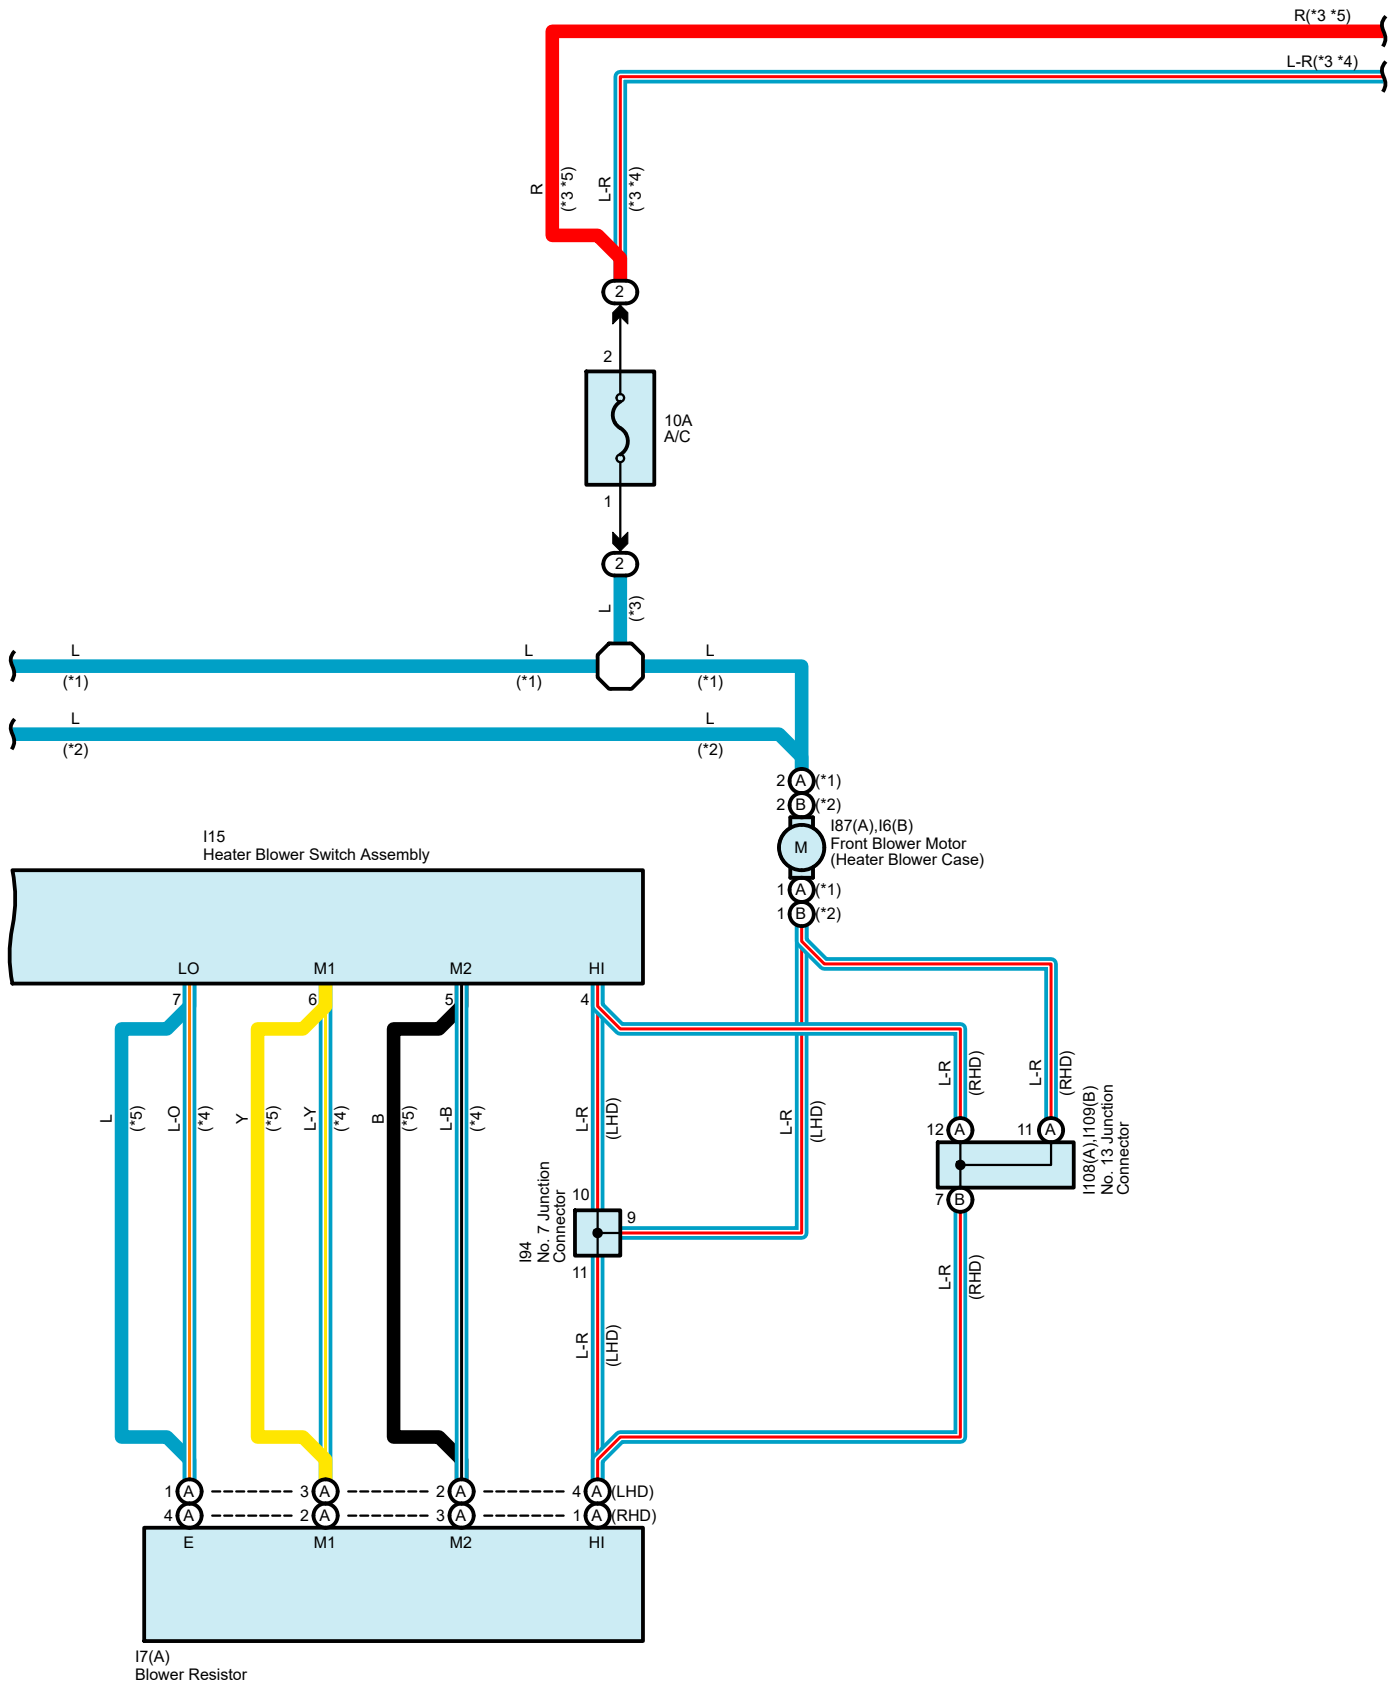 R(*3 *5)
L-R(*3 *4)
R
(*3 *5)
L-R
(*3 *4)
2
2
10A
A/C
1
2
L
(*3)
L
(*1)
L
(*1)
L
(*1)
L
(*2)
L
(*2)
2 A (*1)
2 B (*2)
I87(A),I6(B)
Front Blower Motor
(Heater Blower Case)
M
1 A (*1)
1 B (*2)
I15
Heater Blower Switch Assembly
LO M1 M2 HI
7 6 5 4
L
(*5)
L-O
(*4)
Y
(*5)
L-Y
(*4)
B
(*5)
L-B
(*4)
L-R
(LHD)
L-R
(LHD)
L-R
(RHD)
L-R
(RHD)
12 A 11 A
I108(A),I109(B)
No. 13 Junction
Connector
7 B
10
9
11
I94
No. 7 Junction
Connector
L-R
(LHD)
L-R
(RHD)
1 A 3 A 2 A 4 A (LHD)
4 A 2 A 3 A 1 A (RHD)
E M1 M2 HI
I7(A)
Blower Resistor